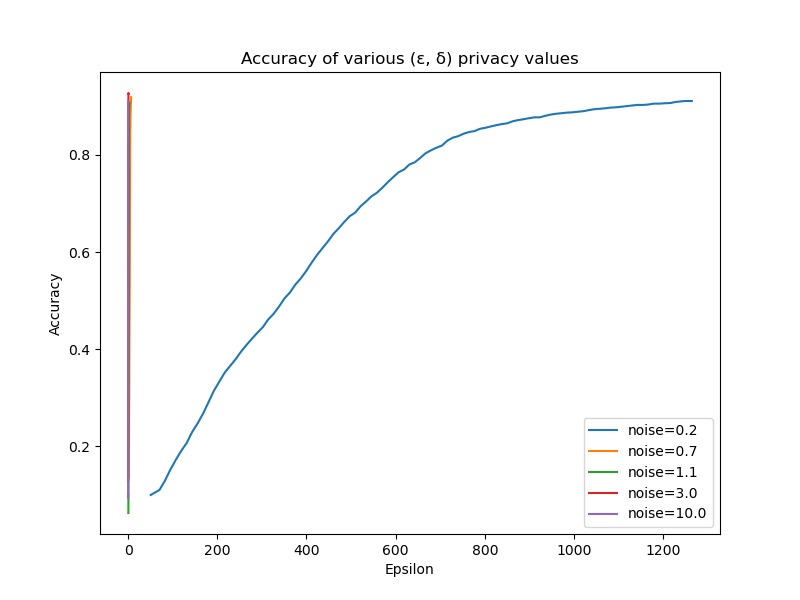 Accuracy of various (ε, δ) privacy values
Accuracy
0.8
0.6
0.4
0.2
noise=0.2
noise=0.7
noise=1.1
noise=3.0
noise=10.0
0 200 400 600 800 1000 1200
Epsilon